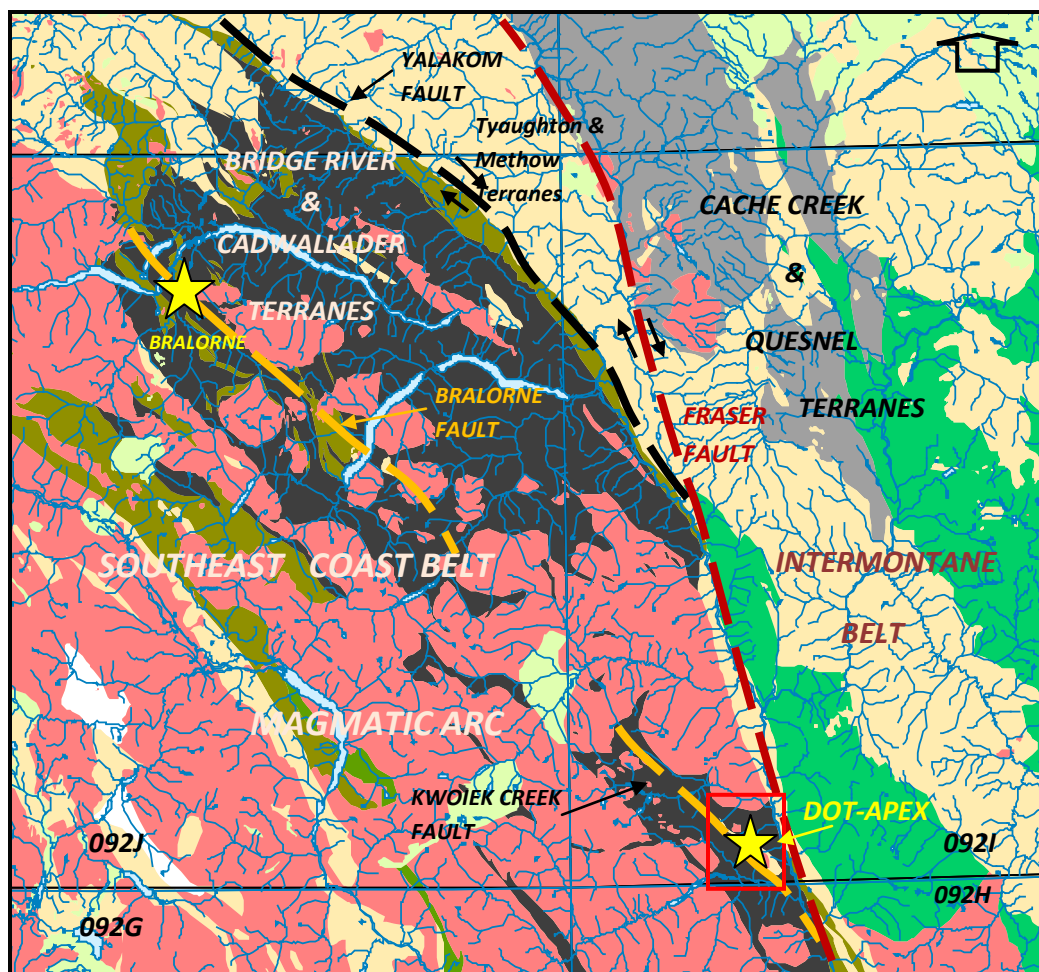 YALAKOM
FAULT
Tyaughton &
Methow
Terranes
BRIDGE RIVER
&
CADWALLADER
TERRANES
CACHE CREEK
&
QUESNEL
TERRANES
BRALORNE
BRALORNE
FAULT
FRASER
FAULT
SOUTHEAST COAST BELT
INTERMONTANE
BELT
MAGMATIC ARC
KWOIEK CREEK
FAULT
DOT-APEX
092J
092I
092H
092G